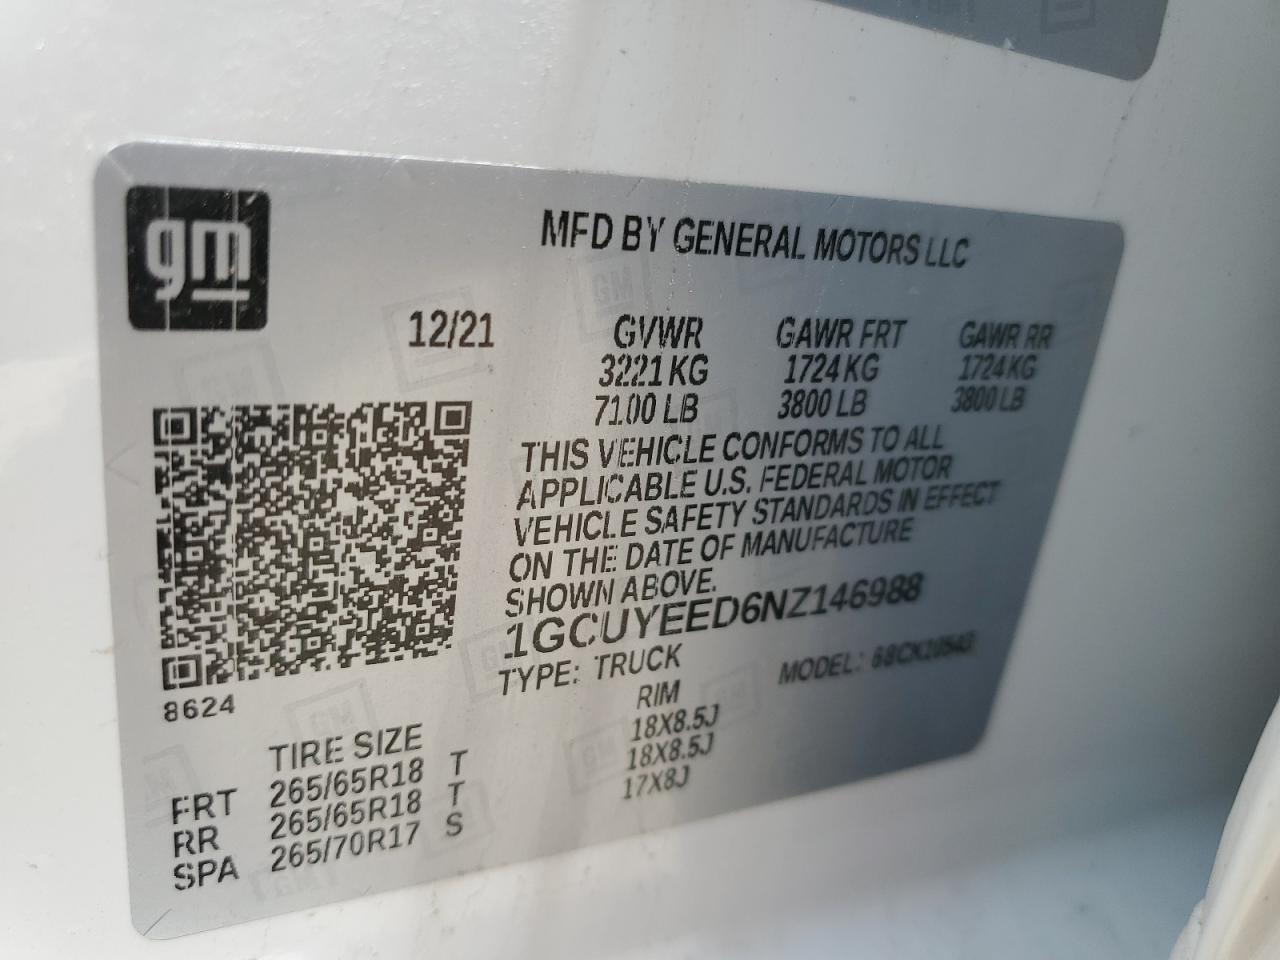 gm
MFD BY GENERAL MOTORS LLC
12/21 GVWR GAWR FRT GAWR RR
3221 KG 1724 KG 1724 KG
7100 LB 3800 LB 3800 LB
THIS VEHICLE CONFORMS TO ALL
APPLICABLE U.S. FEDERAL MOTOR
VEHICLE SAFETY STANDARDS IN EFFECT
ON THE DATE OF MANUFACTURE
SHOWN ABOVE.
1GCUYEED6NZ146988
TYPE: TRUCK MODEL:
8624
TIRE SIZE RIM
FRT 265/65R18 T 18X8.5J
RR 265/65R18 T 18X8.5J
SPA 265/70R17 S 17X8J